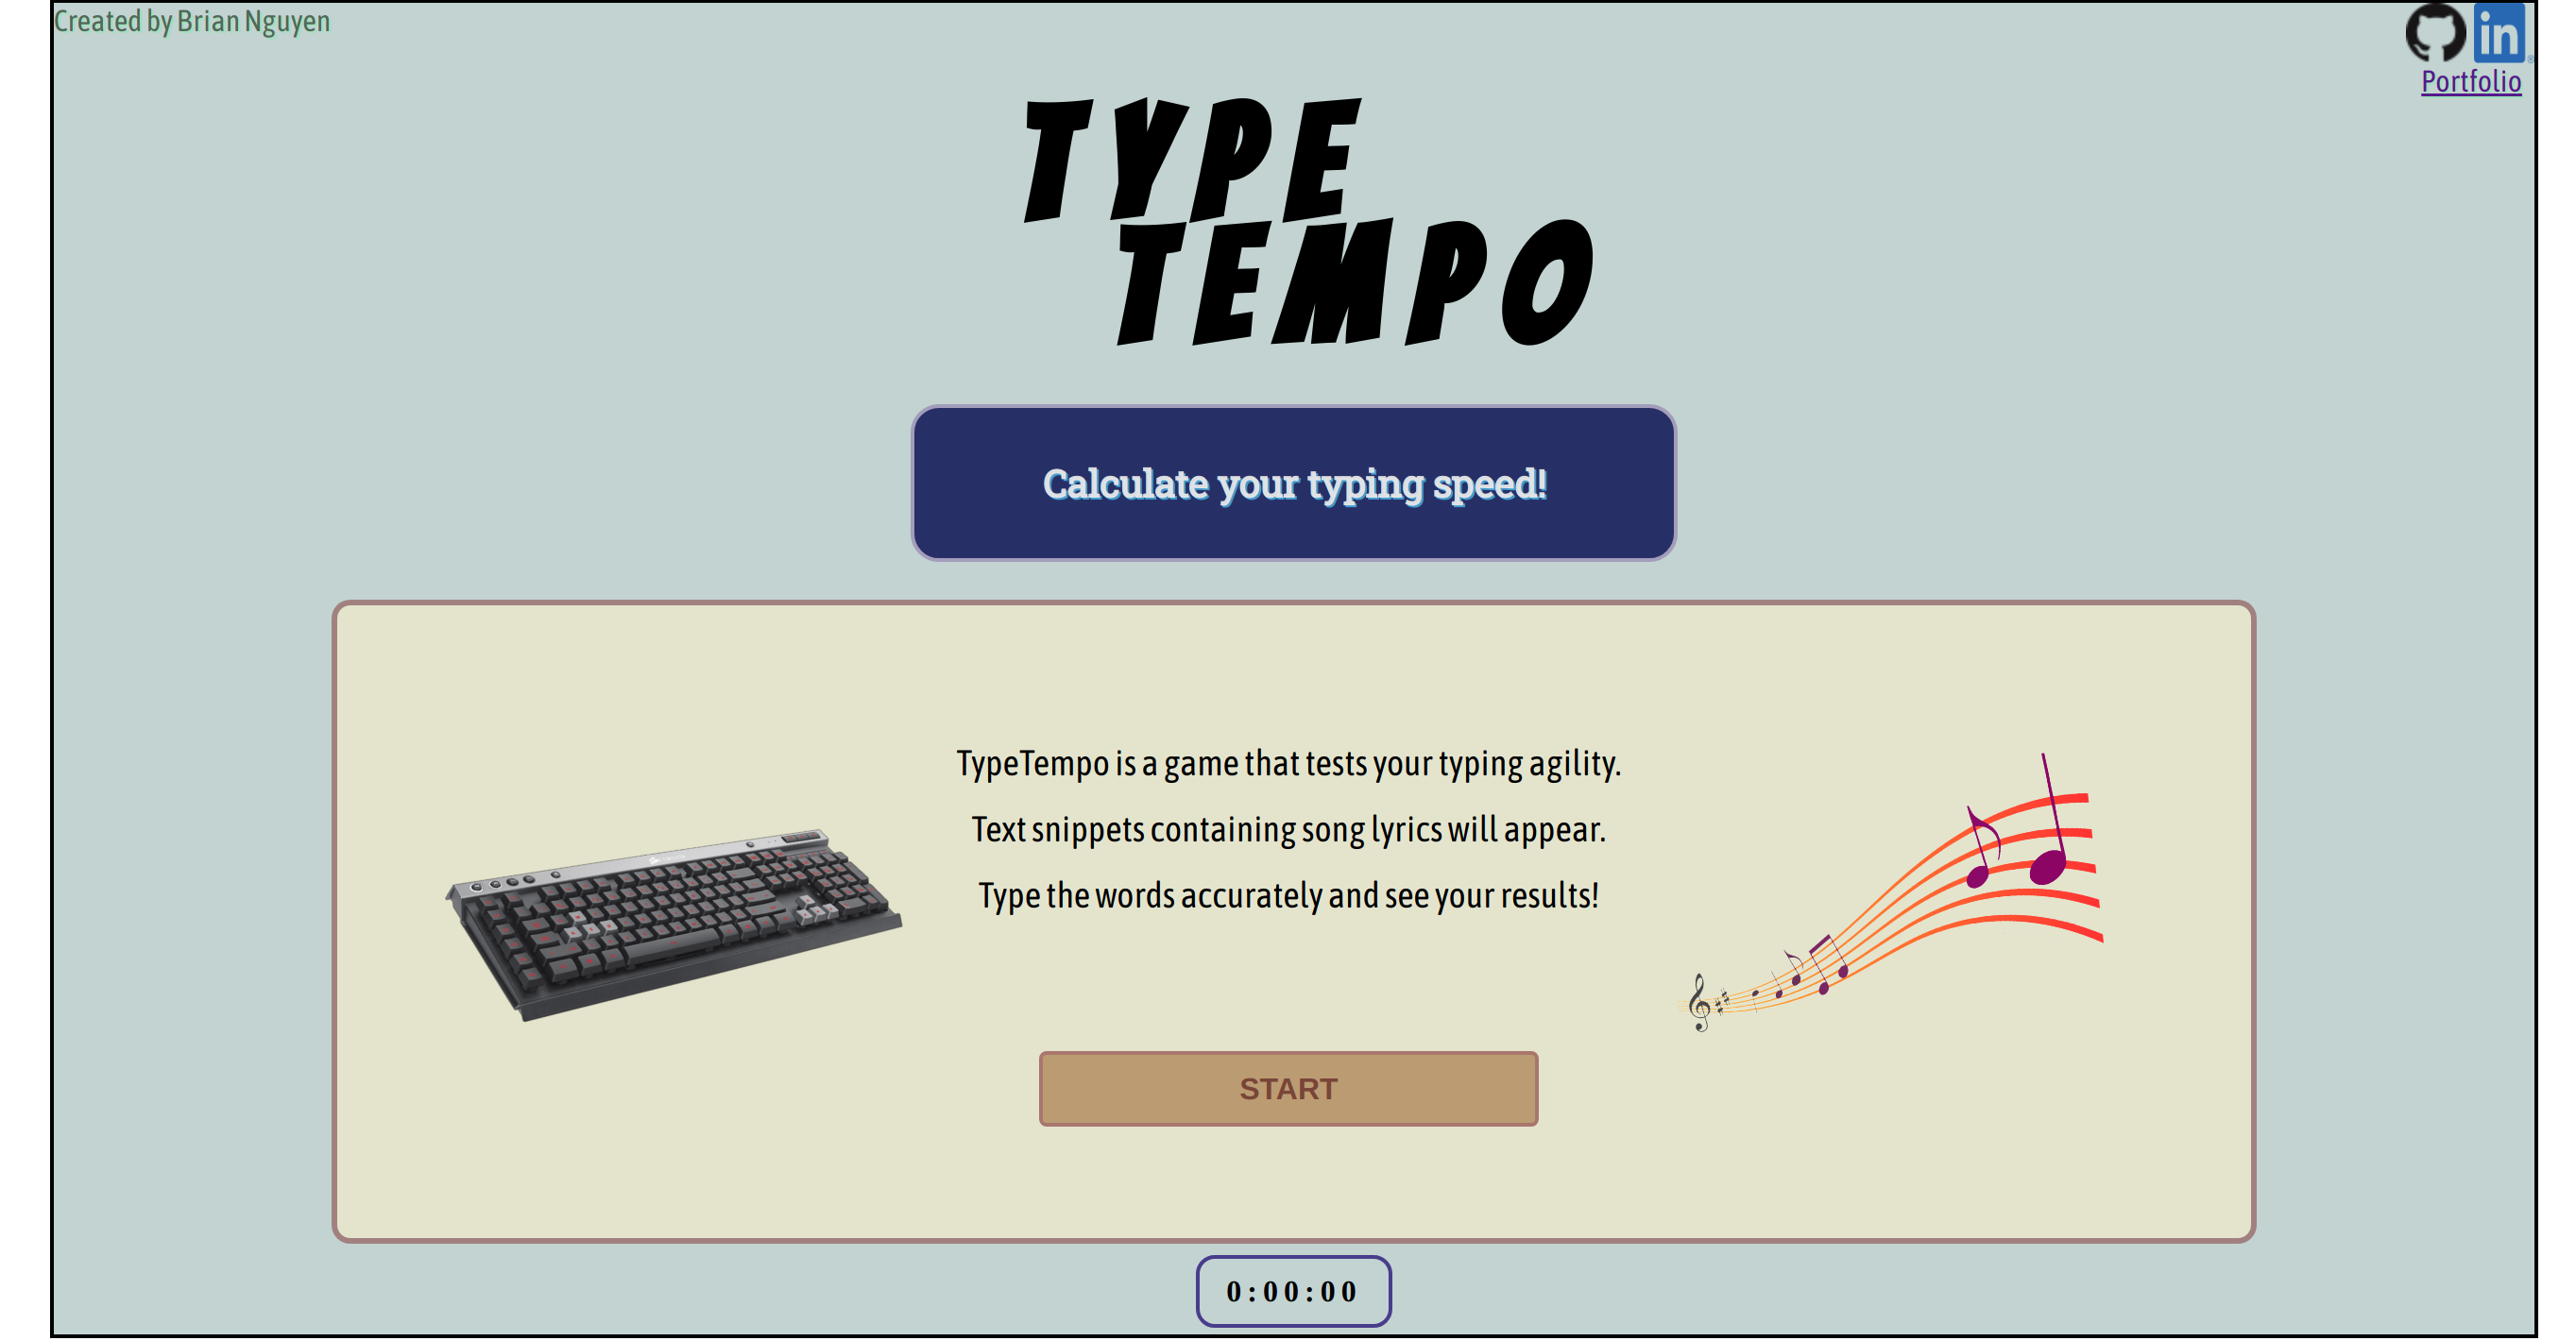 Created by Brian Nguyen
in
Portfolio
TYPE
TEMPO
Calculate your typing speed!
TypeTempo is a game that tests your typing agility.
Text snippets containing song lyrics will appear.
Type the words accurately and see your results!
START
0:00:00